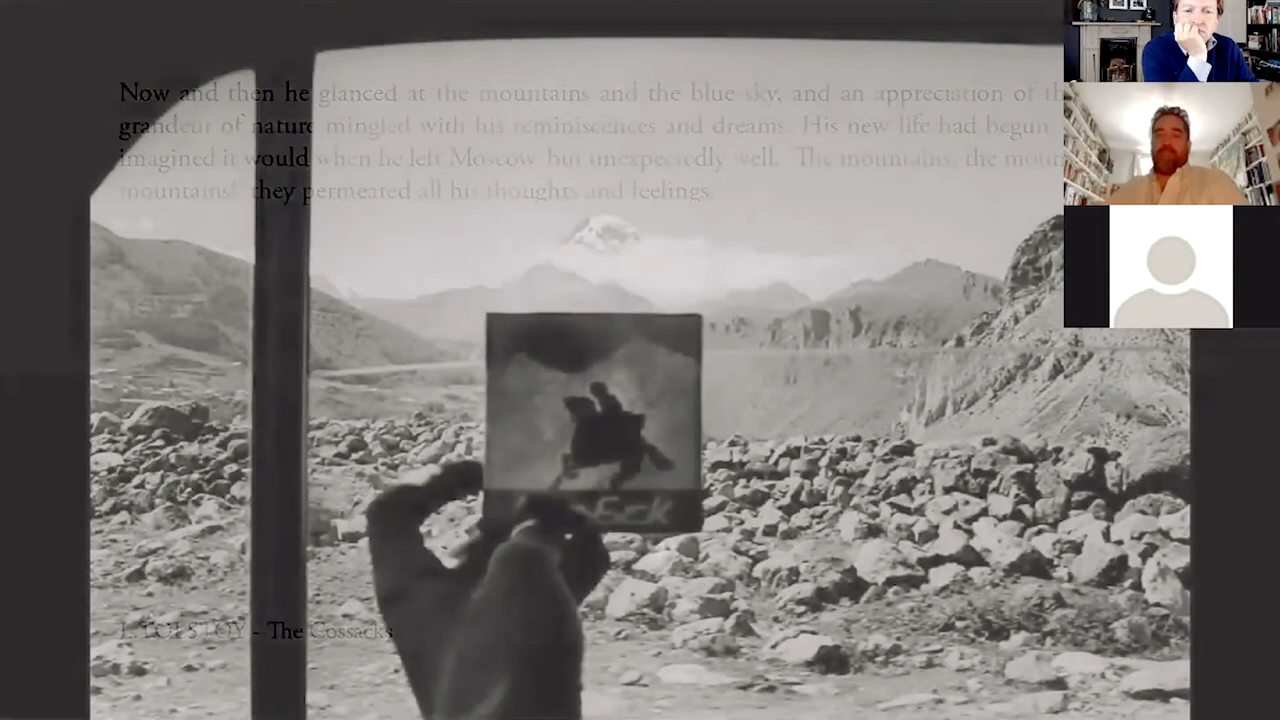 Now and then he glanced at the mountains and the blue sky, and an appreciation of th
grandeur of nature mingled with his reminiscences and dreams. His new life had begun.
imagined it would when he left Moscow but unexpectedly well. 'The mountains, the moun
mountains!' they permeated all his thoughts and feelings.
L. TOLSTOY - The Cossacks